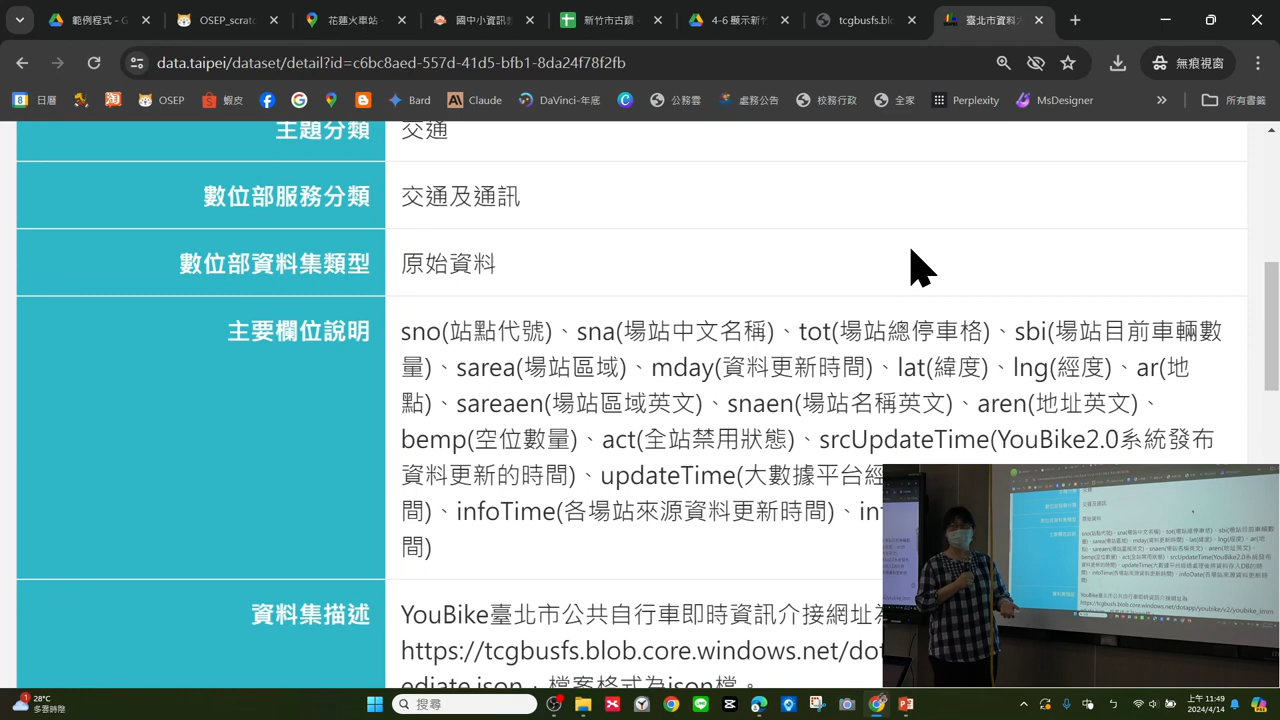 範例程式 – G
OSEP_scratc
花蓮火車站 -
國中小資訊
新竹市古蹟 -
4-6 顯示新竹
tcgbusfs.blo
臺北市資料
data.taipei/dataset/detail?id=c6bc8aed-557d-41d5-bfb1-8da24f78f2fb
無痕視窗
日曆
淘
OSEP
蝦皮
Bard
Claude
DaVinci-年底
公務雲
處務公告
校務行政
全家
Perplexity
MsDesigner
所有書籤
主題分類 交通
數位部服務分類 交通及通訊
數位部資料集類型 原始資料
主要欄位說明 sno(站點代號)、sna(場站中文名稱)、tot(場站總停車格)、sbi(場站目前車輛數
量)、sarea(場站區域)、mday(資料更新時間)、lat(緯度)、lng(經度)、ar(地
點)、sareaen(場站區域英文)、snaen(場站名稱英文)、aren(地址英文)、
bemp(空位數量)、act(全站禁用狀態)、srcUpdateTime(YouBike2.0系統發布
資料更新的時間)、updateTime(大數據平台經
間)、infoTime(各場站來源資料更新時間)、in
間)
資料集描述 YouBike臺北市公共自行車即時資訊介接網址為
https://tcgbusfs.blob.core.windows.net/dot
ediate.json，檔案格式為json檔。
28°C
多雲時陰
搜尋
上午 11:49
2024/4/14